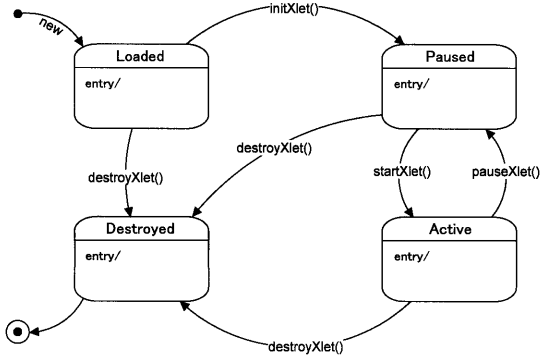 initXlet()
new
Loaded
Paused
entry/
entry/
destroyXlet()
startXlet()
pauseXlet()
destroyXlet()
Destroyed
Active
entry/
entry/
destroyXlet()